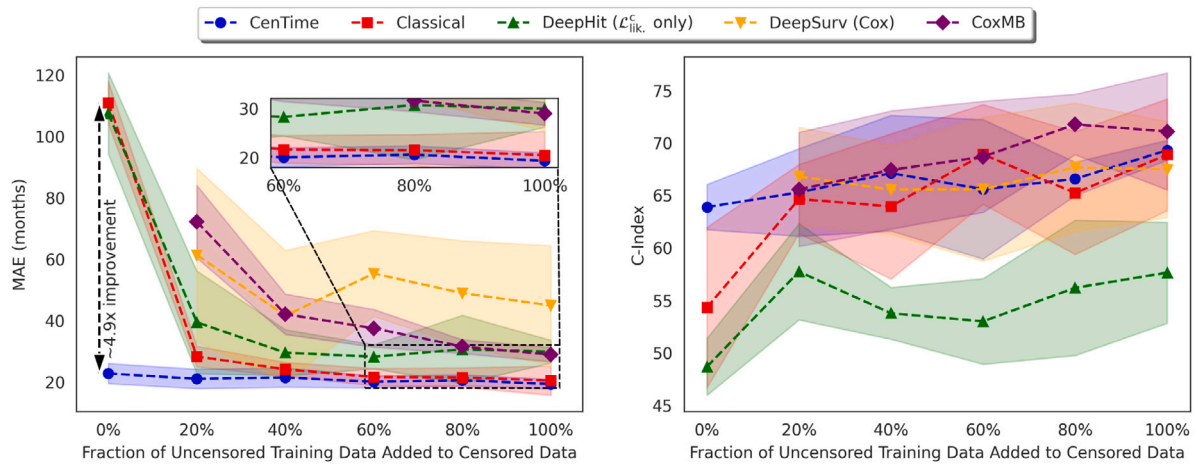 CenTime Classical DeepHit (ℒᶜlik. only) DeepSurv (Cox) CoxMB
120
100
80
60
40
20
MAE (months)
~4.9x improvement
30
20
60% 80% 100%
0% 20% 40% 60% 80% 100%
Fraction of Uncensored Training Data Added to Censored Data
75
70
65
60
55
50
45
C-Index
0% 20% 40% 60% 80% 100%
Fraction of Uncensored Training Data Added to Censored Data